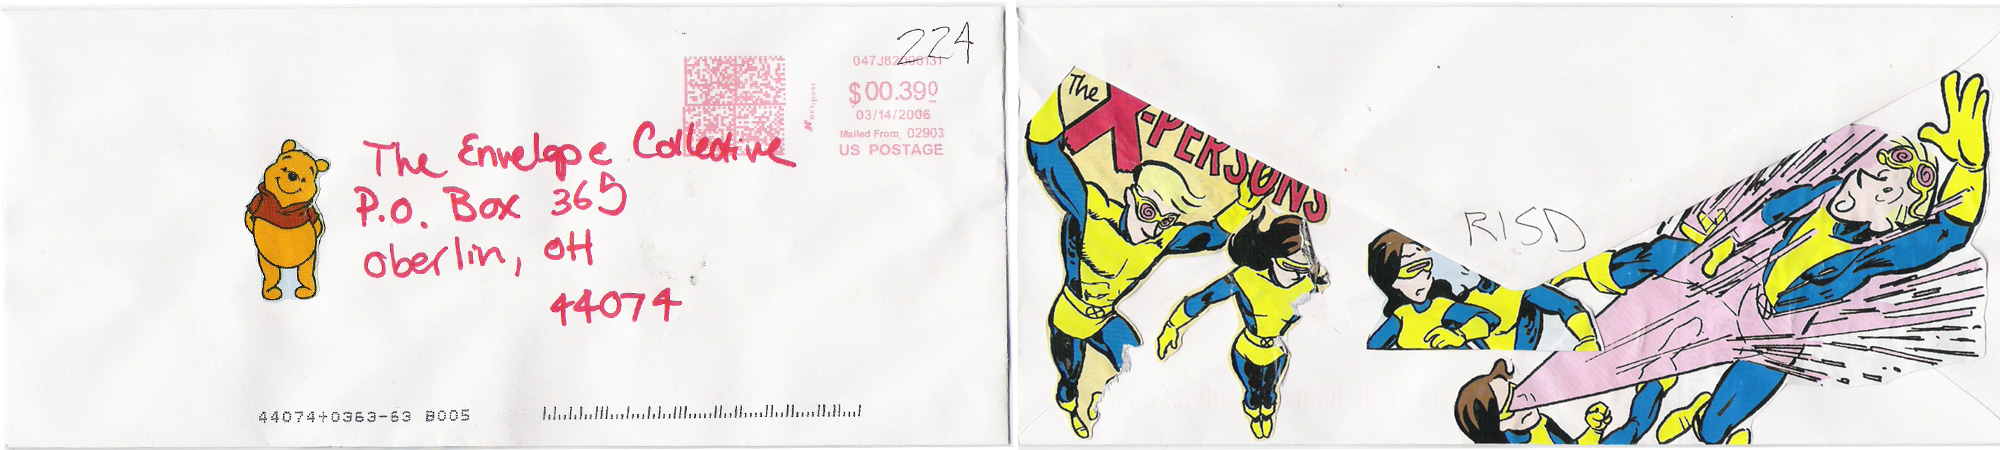 224
047J82006131
$00.390
03/14/2006
Mailed From 02903
US POSTAGE
The Envelope Collective
P.O. Box 365
Oberlin, OH
44074
44074+0363-63 B005
The
X-PERSONS
RISD